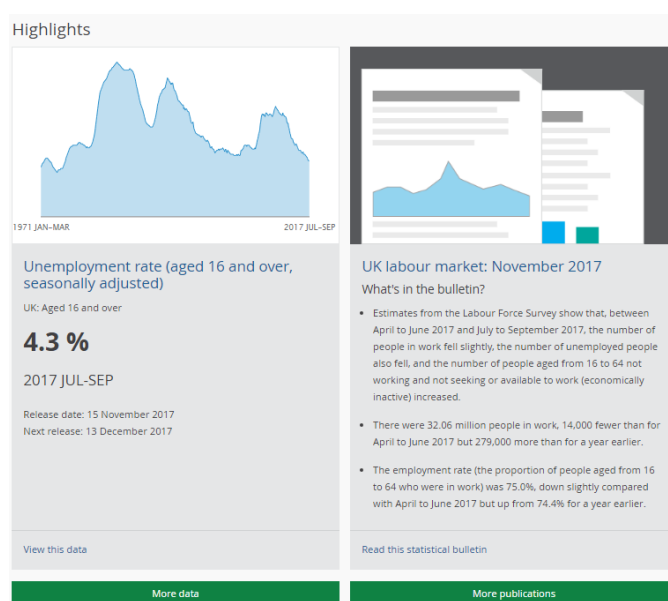 Highlights
1971 JAN-MAR
2017 JUL-SEP
Unemployment rate (aged 16 and over,
seasonally adjusted)
UK: Aged 16 and over
4.3 %
2017 JUL-SEP
Release date: 15 November 2017
Next release: 13 December 2017
View this data
More data
UK labour market: November 2017
What's in the bulletin?
• Estimates from the Labour Force Survey show that, between
April to June 2017 and July to September 2017, the number of
people in work fell slightly, the number of unemployed people
also fell, and the number of people aged from 16 to 64 not
working and not seeking or available to work (economically
inactive) increased.
• There were 32.06 million people in work, 14,000 fewer than for
April to June 2017 but 279,000 more than for a year earlier.
• The employment rate (the proportion of people aged from 16
to 64 who were in work) was 75.0%, down slightly compared
with April to June 2017 but up from 74.4% for a year earlier.
Read this statistical bulletin
More publications